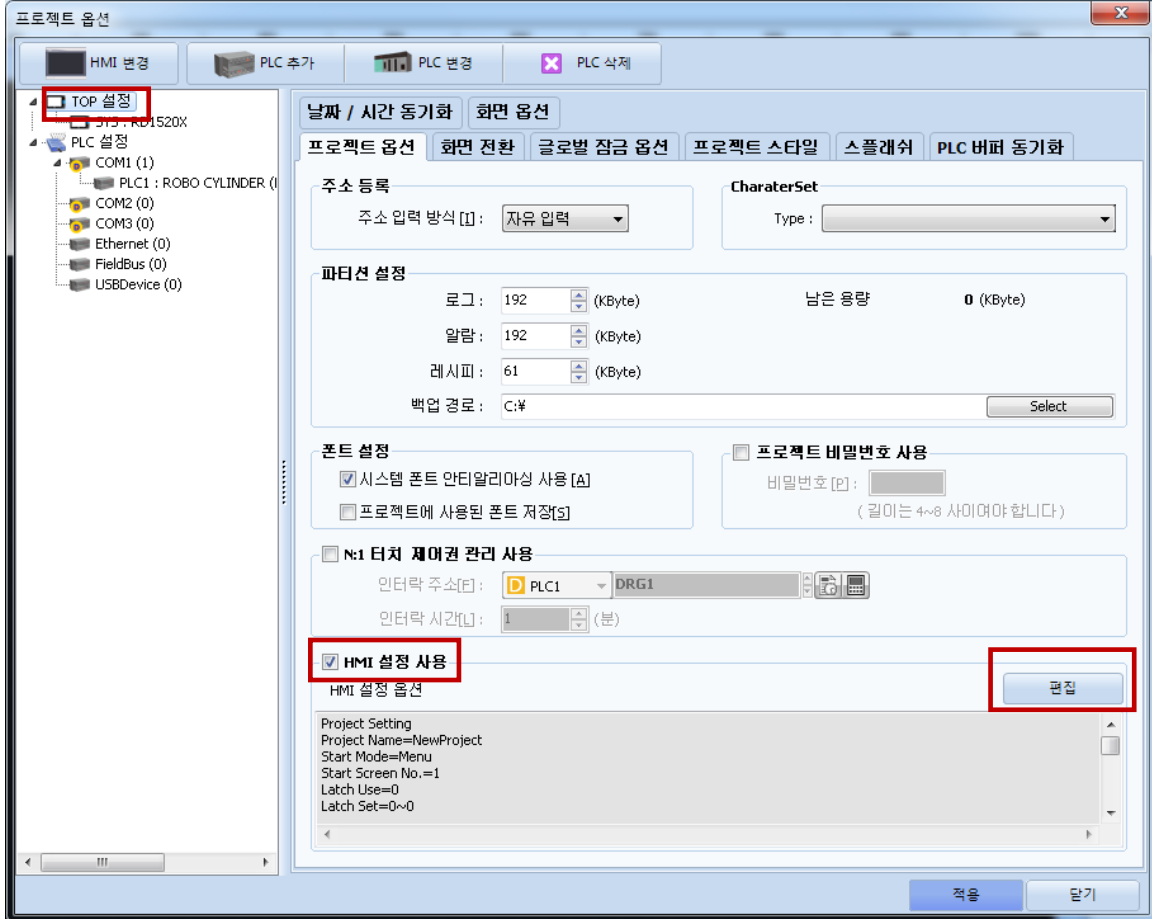 프로젝트 옵션
HMI 변경 PLC 추가 PLC 변경 PLC 삭제
TOP 설정
SYS : RD1520X
PLC 설정
COM1 (1)
PLC1 : ROBO CYLINDER (I
COM2 (0)
COM3 (0)
Ethernet (0)
FieldBus (0)
USBDevice (0)
날짜 / 시간 동기화 화면 옵션
프로젝트 옵션 화면 전환 글로벌 잠금 옵션 프로젝트 스타일 스플래쉬 PLC 버퍼 동기화
주소 등록
주소 입력 방식[I] : 자유 입력
CharaterSet
Type :
파티션 설정
로그 : 192 (KByte) 남은 용량 0 (KByte)
알람 : 192 (KByte)
레시피 : 61 (KByte)
백업 경로 : C:¥ Select
폰트 설정
시스템 폰트 안티알리아싱 사용[A]
프로젝트에 사용된 폰트 저장[S]
프로젝트 비밀번호 사용
비밀번호[P] :
( 길이는 4~8 사이여야 합니다 )
N:1 터치 제어권 관리 사용
인터락 주소[F] : D PLC1 DRG1
인터락 시간[L] : 1 (분)
HMI 설정 사용
HMI 설정 옵션 편집
Project Setting
Project Name=NewProject
Start Mode=Menu
Start Screen No.=1
Latch Use=0
Latch Set=0~0
적용 닫기